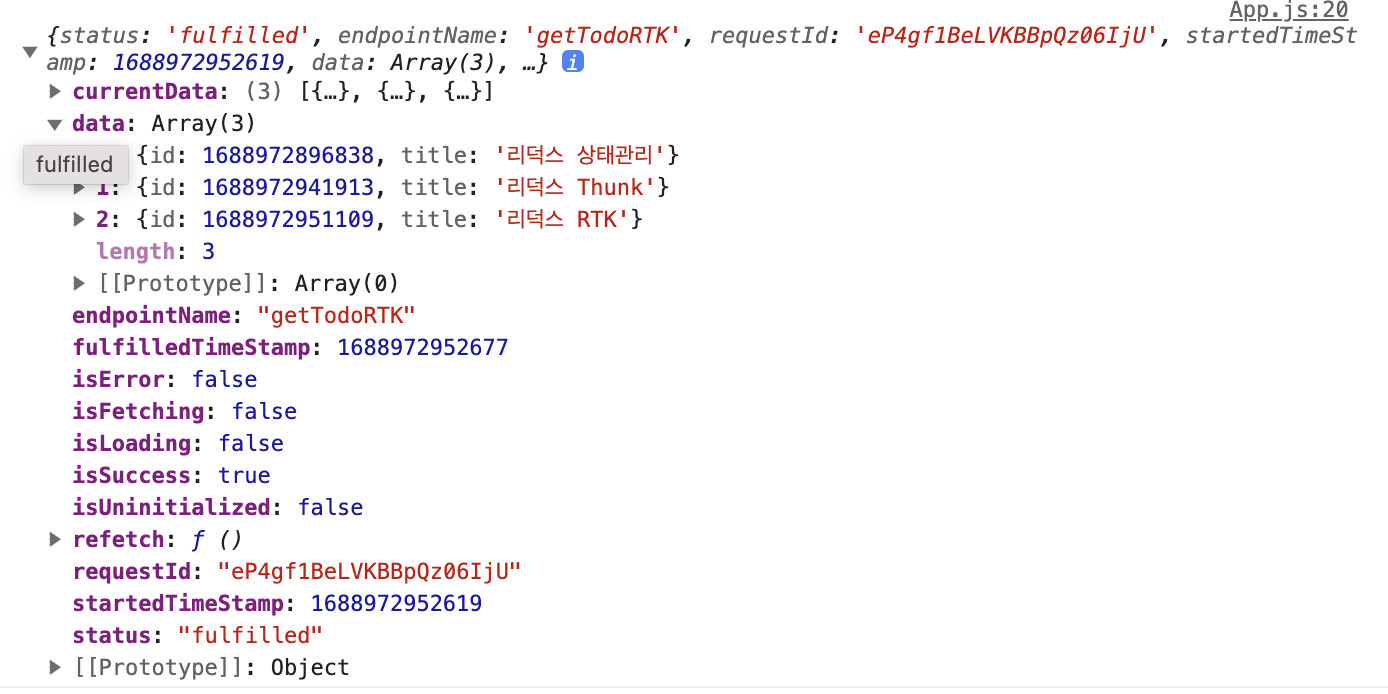 App.js:20
{status: 'fulfilled', endpointName: 'getTodoRTK', requestId: 'eP4gf1BeLVKBBpQz06IjU', startedTimeSt
amp: 1688972952619, data: Array(3), …} i
currentData: (3) [{…}, {…}, {…}]
data: Array(3)
{id: 1688972896838, title: '리덕스 상태관리'}
fulfilled
1: {id: 1688972941913, title: '리덕스 Thunk'}
2: {id: 1688972951109, title: '리덕스 RTK'}
length: 3
[[Prototype]]: Array(0)
endpointName: "getTodoRTK"
fulfilledTimeStamp: 1688972952677
isError: false
isFetching: false
isLoading: false
isSuccess: true
isUninitialized: false
refetch: ƒ ()
requestId: "eP4gf1BeLVKBBpQz06IjU"
startedTimeStamp: 1688972952619
status: "fulfilled"
[[Prototype]]: Object